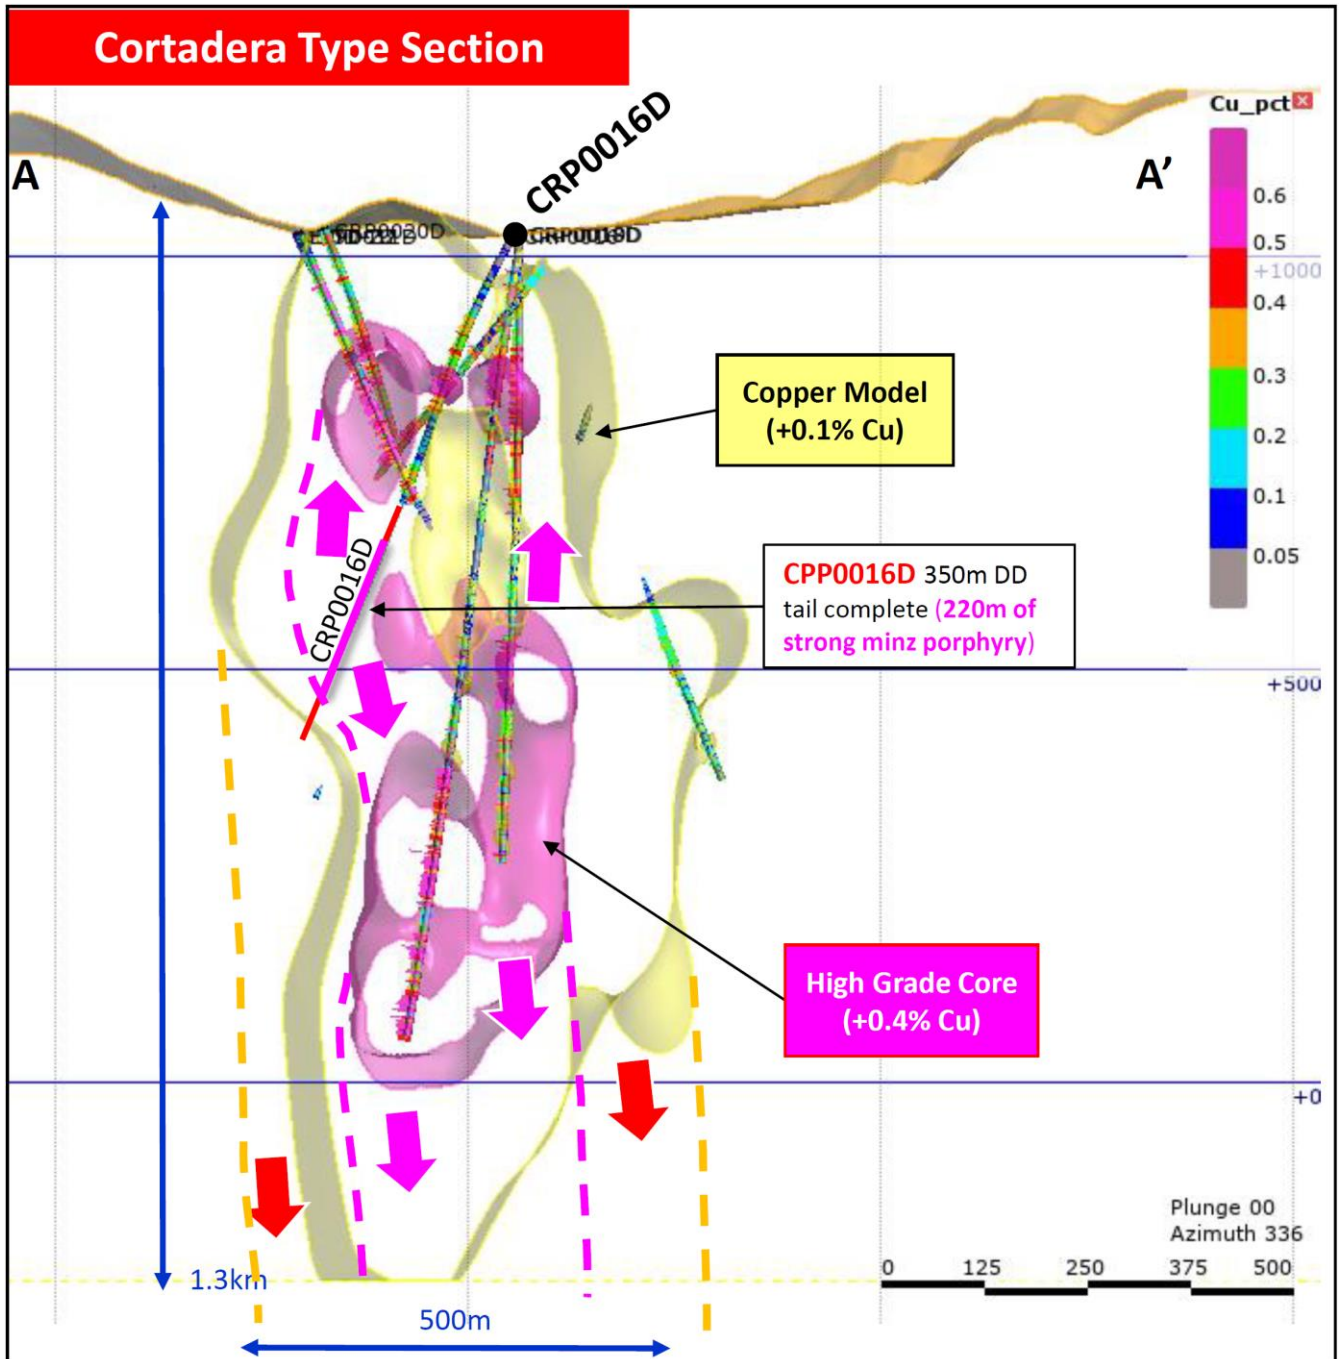 Cortadera Type Section
CRP0016D
Cu_pct
A
A'
0.6
0.5
+1000
0.4
0.3
0.2
0.1
0.05
Copper Model
(+0.1% Cu)
CRP0016D
CPP0016D 350m DD
tail complete (220m of
strong minz porphyry)
+500
High Grade Core
(+0.4% Cu)
+0
Plunge 00
Azimuth 336
0 125 250 375 500
1.3km
500m